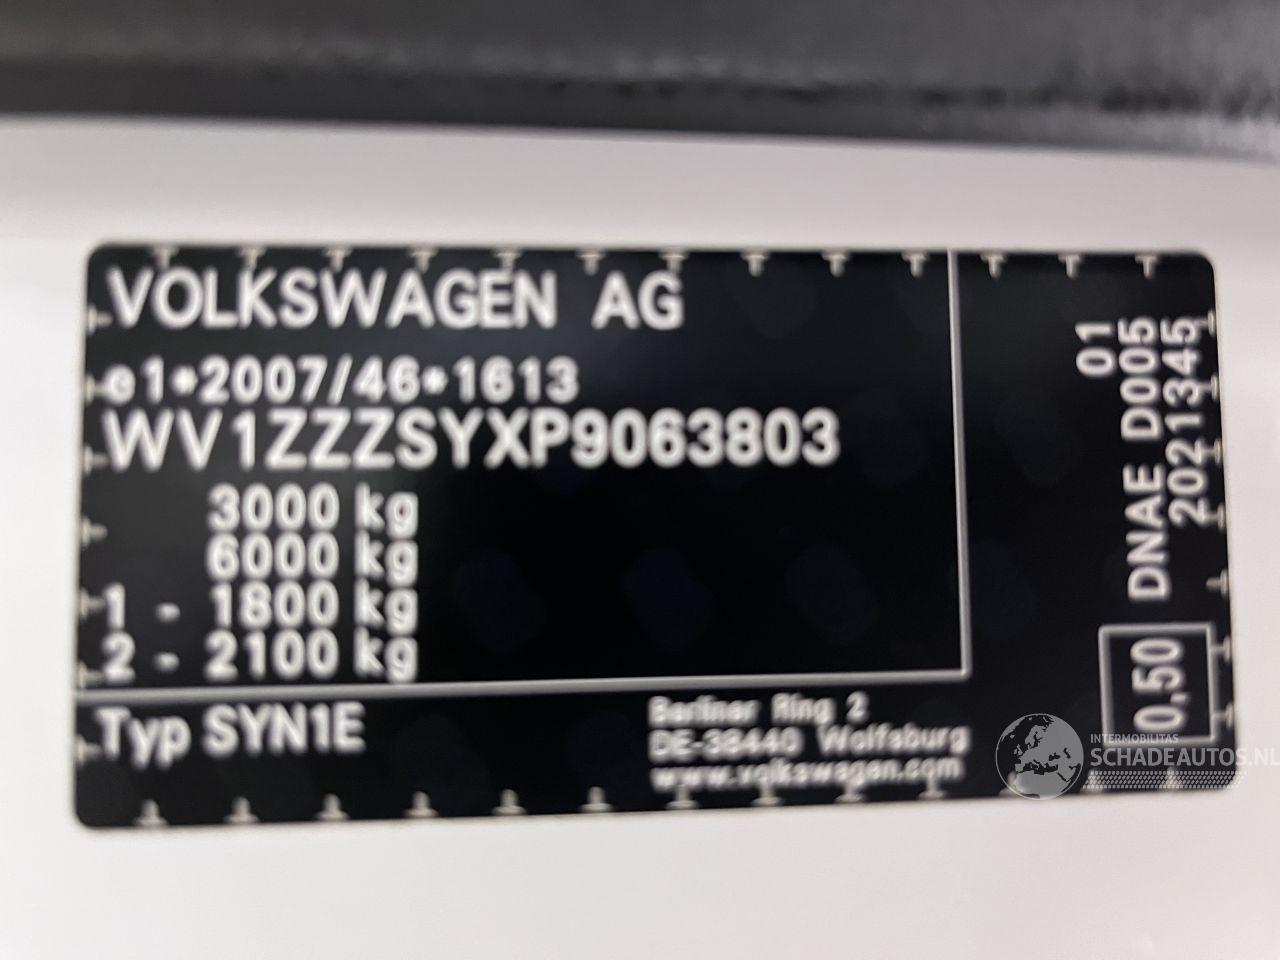 VOLKSWAGEN AG
e1*2007/46*1613
WV1ZZZSYXP9063803
3000 kg
6000 kg
1 - 1800 kg
2 - 2100 kg
Typ SYN1E
Berliner Ring 2
DE-38440 Wolfsburg
www.volkswagen.com
01
DNAE D005
2021345
0,50
INTERMOBILITAS
SCHADEAUTOS.NL